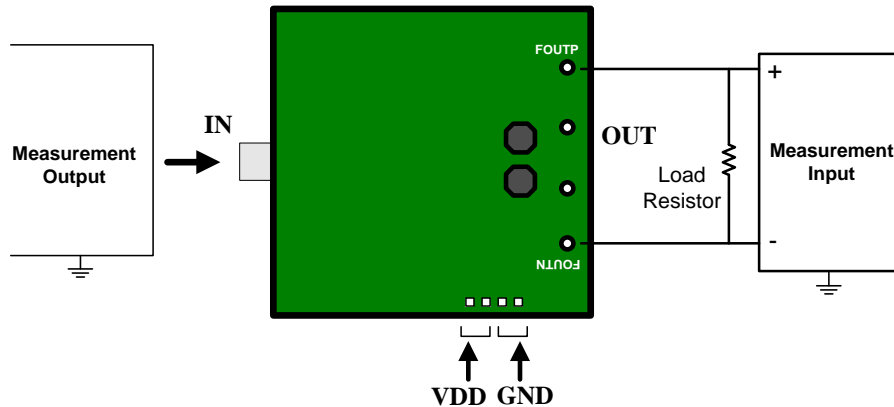 FOUTP
+
IN
OUT
Measurement
Output
Load
Resistor
Measurement
Input
-
FOUTN
VDD GND